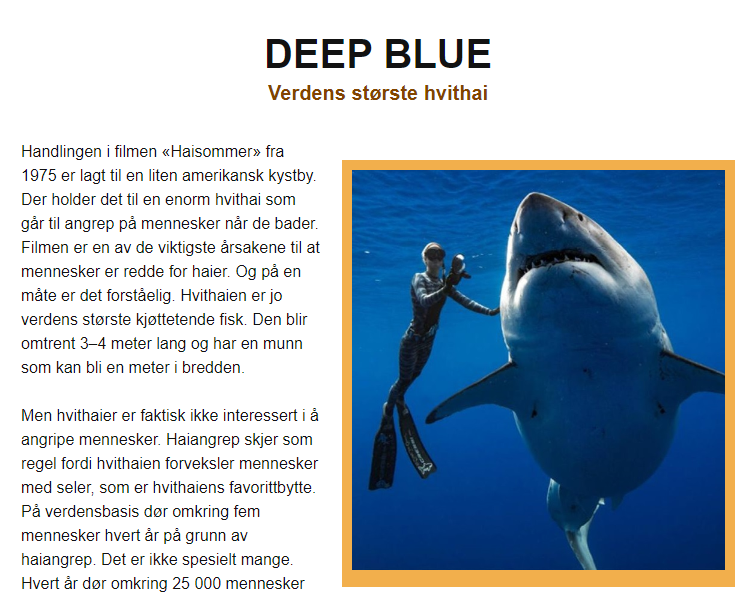 DEEP BLUE
Verdens største hvithai
Handlingen i filmen «Haisommer» fra
1975 er lagt til en liten amerikansk kystby.
Der holder det til en enorm hvithai som
går til angrep på mennesker når de bader.
Filmen er en av de viktigste årsakene til at
mennesker er redde for haier. Og på en
måte er det forståelig. Hvithaien er jo
verdens største kjøttetende fisk. Den blir
omtrent 3–4 meter lang og har en munn
som kan bli en meter i bredden.
Men hvithaier er faktisk ikke interessert i å
angripe mennesker. Haiangrep skjer som
regel fordi hvithaien forveksler mennesker
med seler, som er hvithaiens favorittbytte.
På verdensbasis dør omkring fem
mennesker hvert år på grunn av
haiangrep. Det er ikke spesielt mange.
Hvert år dør omkring 25 000 mennesker